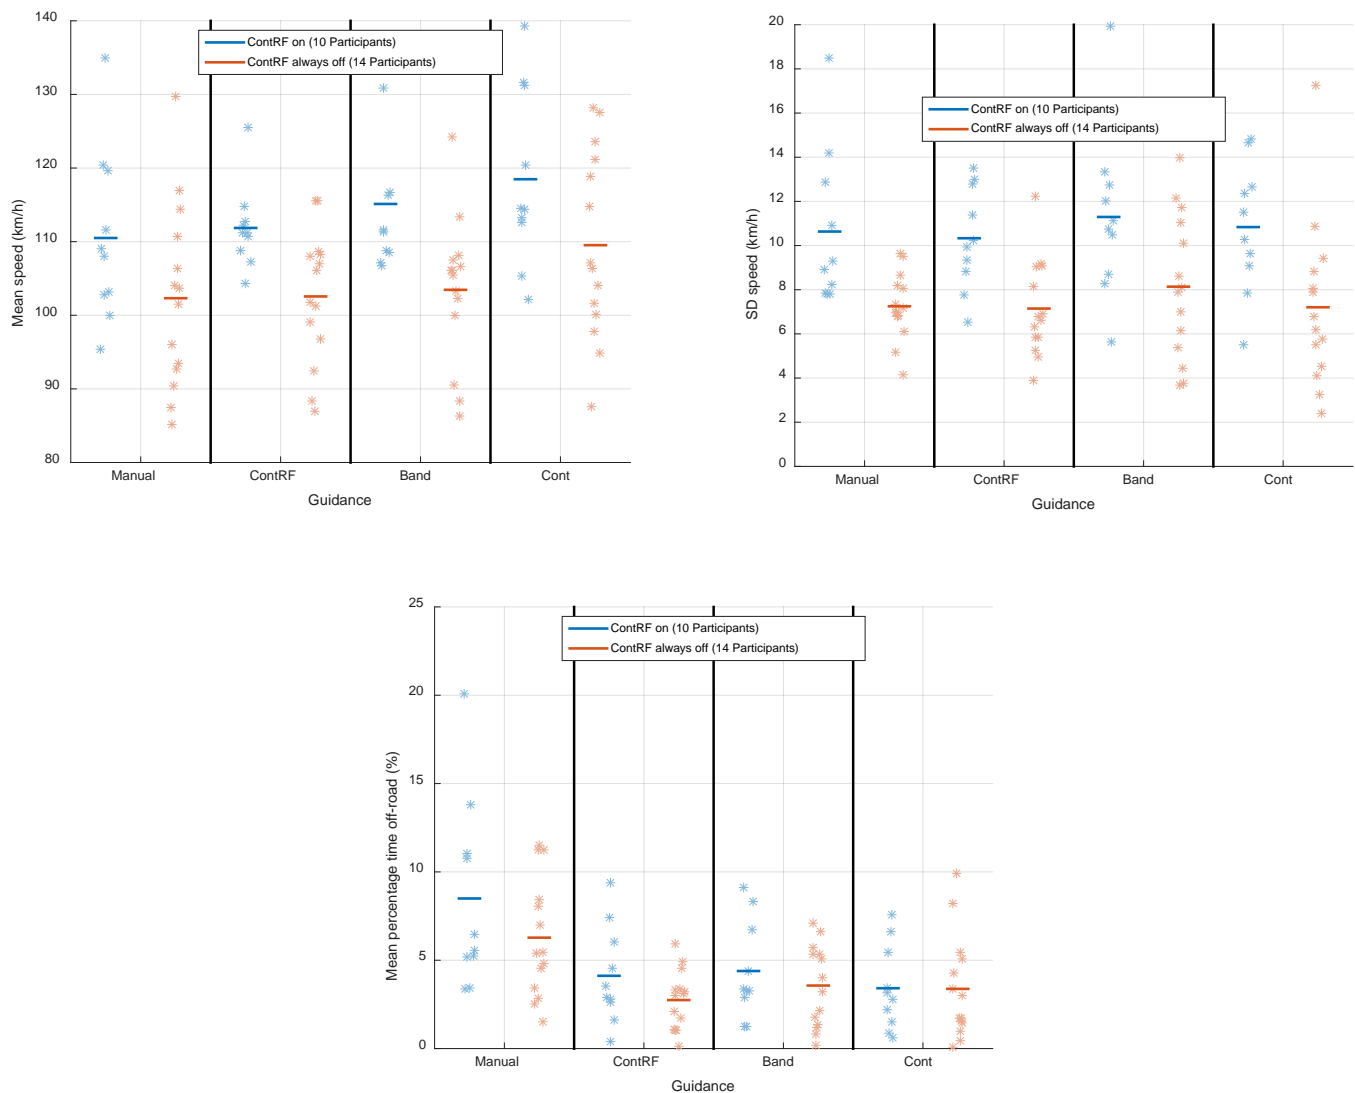 140
130
120
110
100
90
80
Mean speed (km/h)
ContRF on (10 Participants)
ContRF always off (14 Participants)
Manual ContRF Band Cont
Guidance
20
18
16
14
12
10
8
6
4
2
0
SD speed (km/h)
ContRF on (10 Participants)
ContRF always off (14 Participants)
Manual ContRF Band Cont
Guidance
25
20
15
10
5
0
Mean percentage time off-road (%)
ContRF on (10 Participants)
ContRF always off (14 Participants)
Manual ContRF Band Cont
Guidance